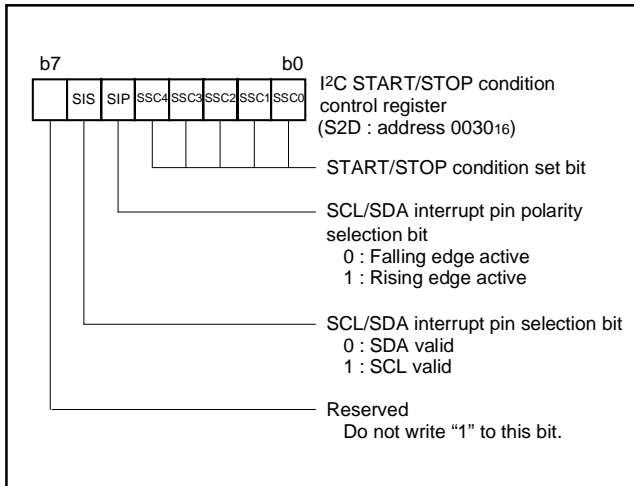 b7 b0
SIS SIP SSC4 SSC3 SSC2 SSC1 SSC0
I2C START/STOP condition
control register
(S2D : address 003016)
START/STOP condition set bit
SCL/SDA interrupt pin polarity
selection bit
0 : Falling edge active
1 : Rising edge active
SCL/SDA interrupt pin selection bit
0 : SDA valid
1 : SCL valid
Reserved
Do not write “1” to this bit.